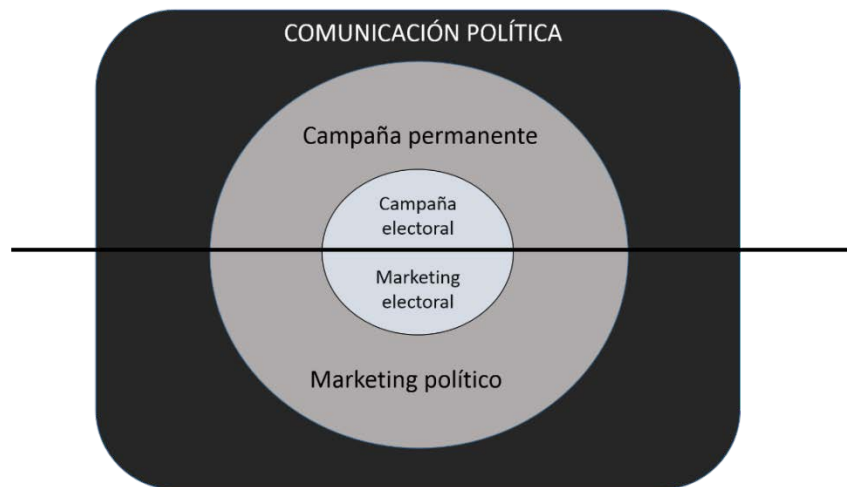 COMUNICACIÓN POLÍTICA
Campaña permanente
Campaña
electoral
Marketing
electoral
Marketing político